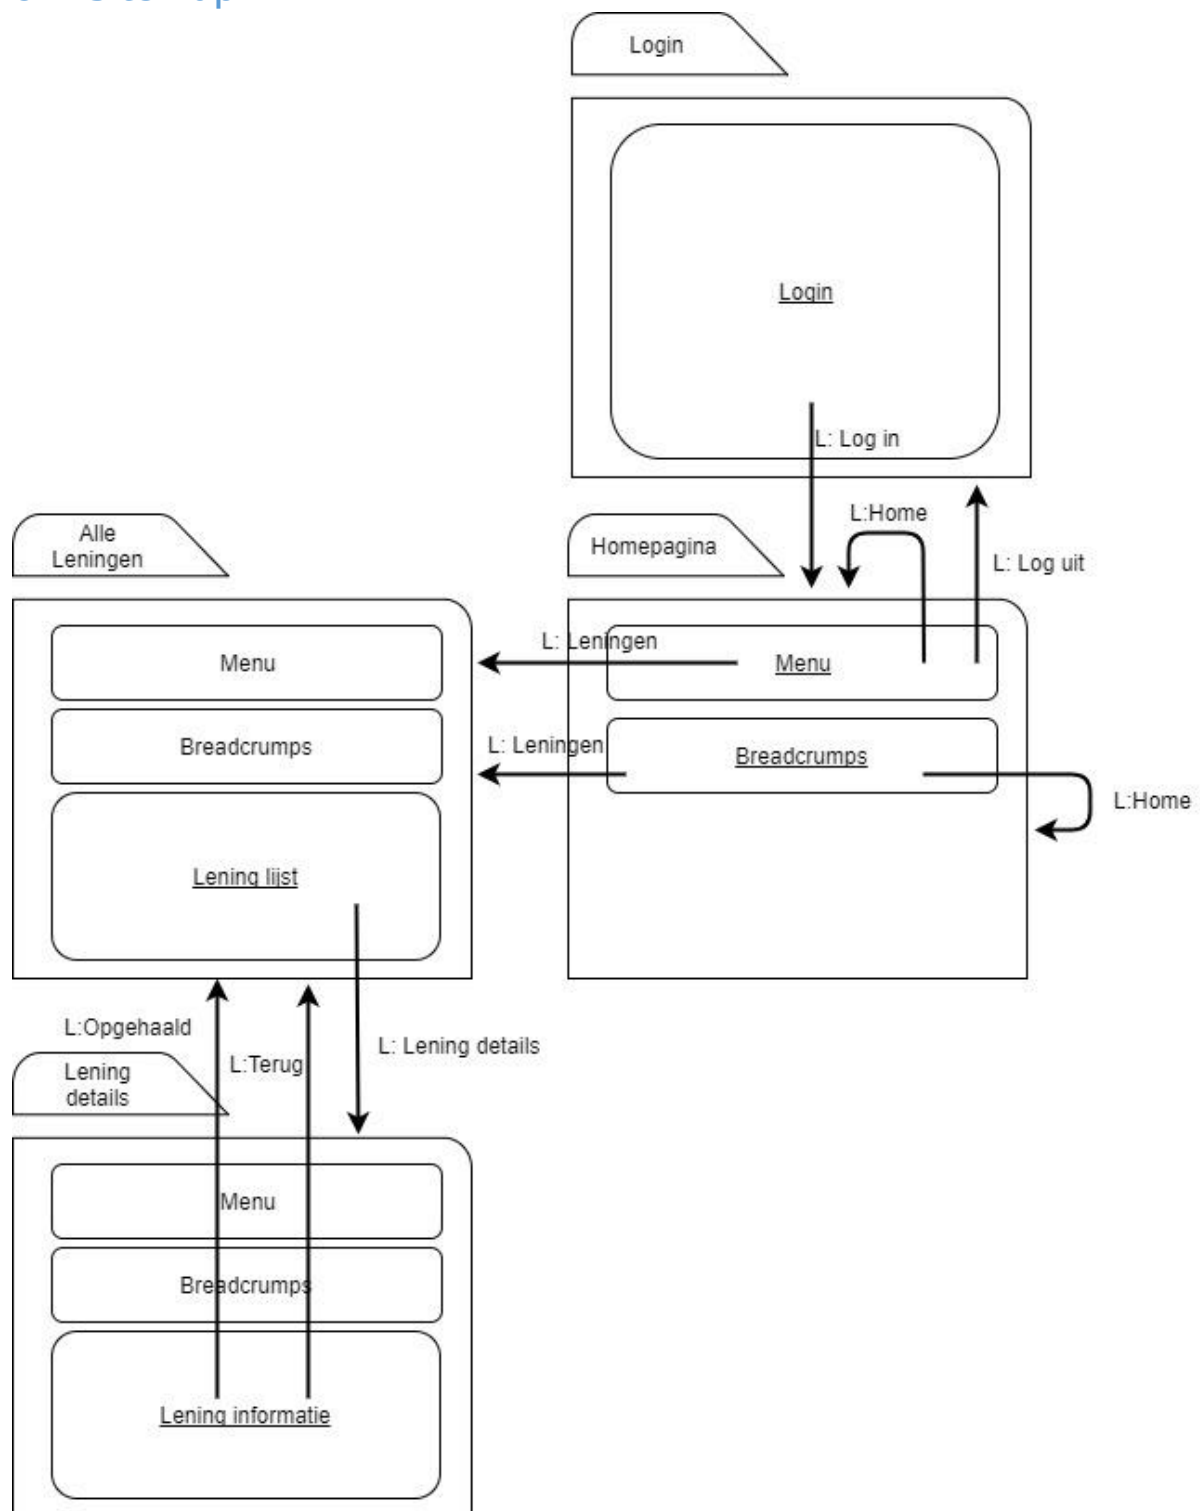 Login
Login
L: Log in
L:Home
L: Log uit
Alle
Leningen
Homepagina
L: Leningen
Menu
Menu
L: Leningen
Breadcrumps
Breadcrumps
L:Home
Lening lijst
L:Opgehaald
L:Terug
L: Lening details
Lening
details
Menu
Breadcrumps
Lening informatie